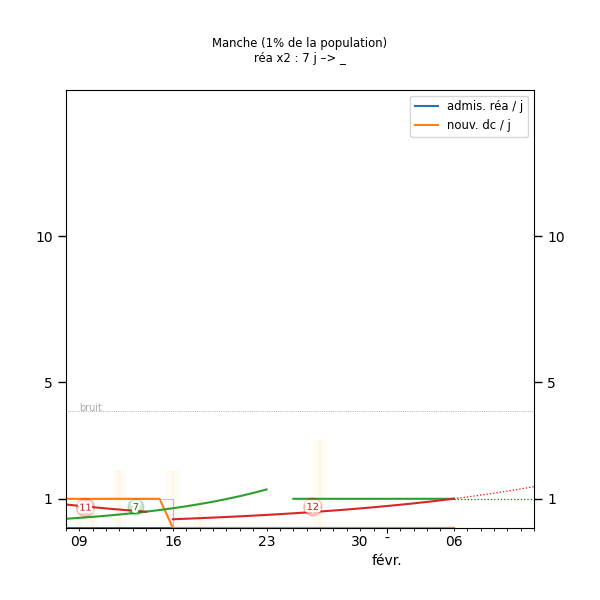 Manche (1% de la population)
réa x2 : 7 j –> _
admis. réa / j
nouv. dc / j
10 10
5 5
bruit
1 11 7 12 1
09 16 23 30 - 06
févr.